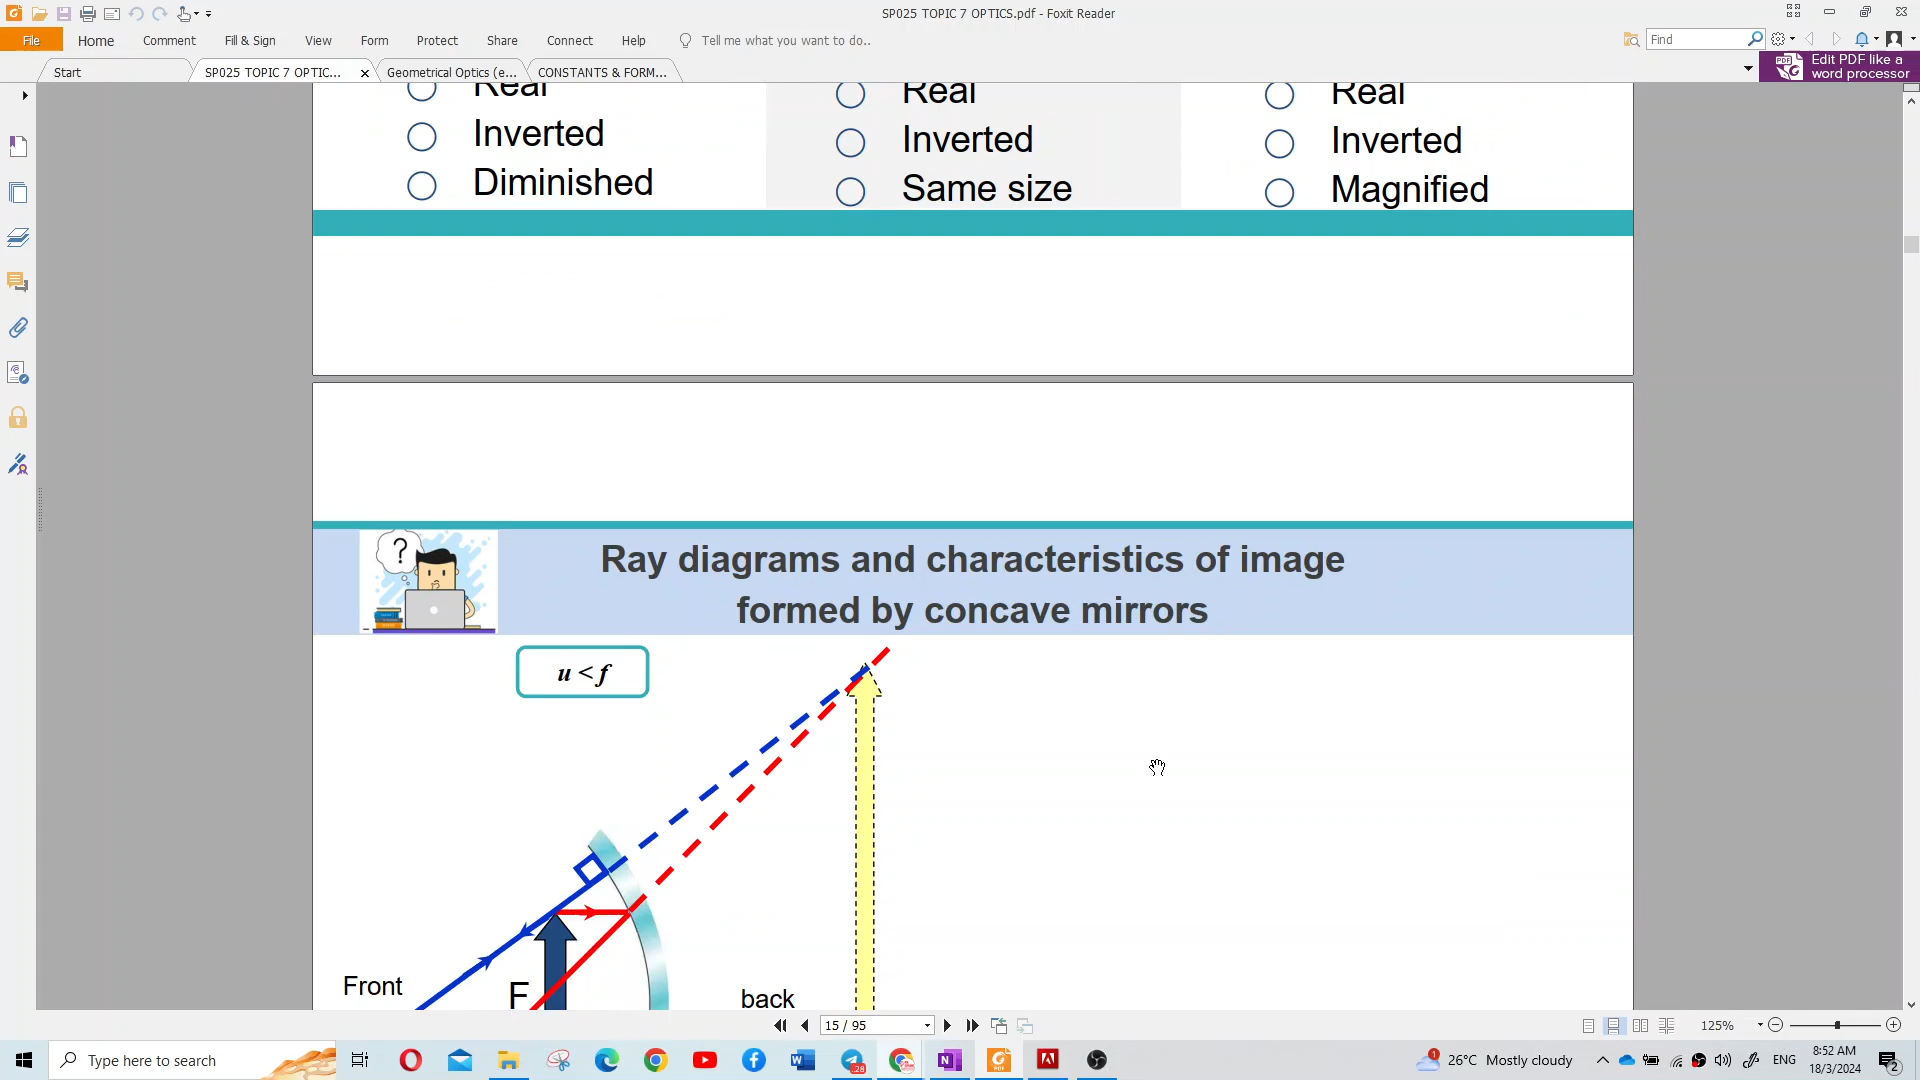 SP025 TOPIC 7 OPTICS.pdf - Foxit Reader
File Home Comment Fill & Sign View Form Protect Share Connect Help Tell me what you want to do.. Find
Start SP025 TOPIC 7 OPTIC... Geometrical Optics (e... CONSTANTS & FORM...
Edit PDF like a
word processor
Real Real Real
Inverted Inverted Inverted
Diminished Same size Magnified
?
Ray diagrams and characteristics of image
formed by concave mirrors
u < f
Front F back
15 / 95 125%
Type here to search
28
1 26°C Mostly cloudy ENG
8:52 AM
18/3/2024
2